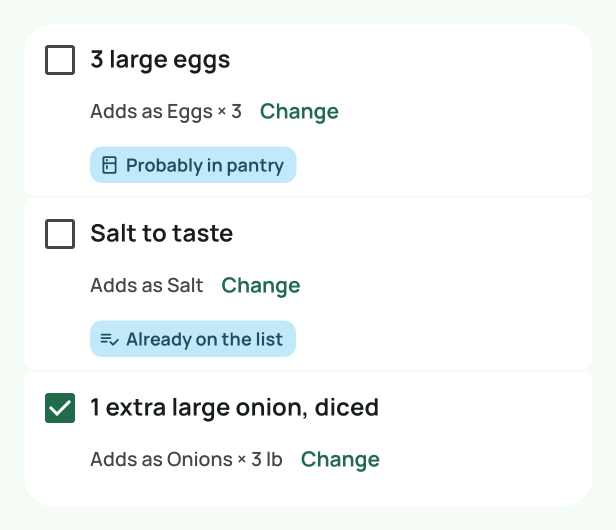 3 large eggs
Adds as Eggs × 3 Change
Probably in pantry
Salt to taste
Adds as Salt Change
Already on the list
1 extra large onion, diced
Adds as Onions × 3 lb Change